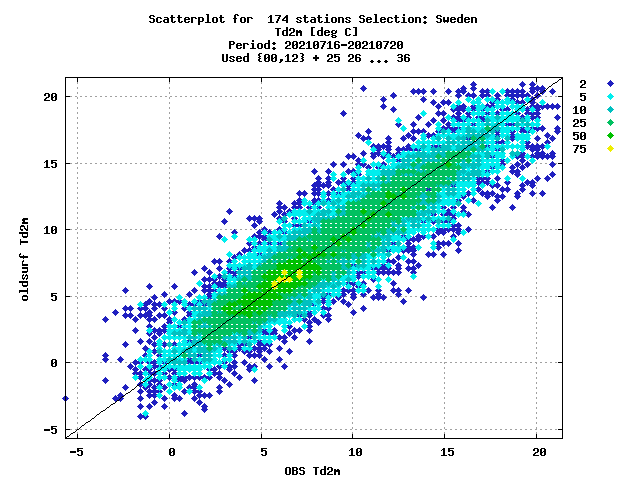 Scatterplot for  174 stations Selection: Sweden
Td2m [deg C]
Period: 20210716-20210720
Used {00,12} + 25 26 ... 36
2
5
10
25
50
75
20
15
10
5
0
-5
oldsurf Td2m
-5 0 5 10 15 20
OBS Td2m